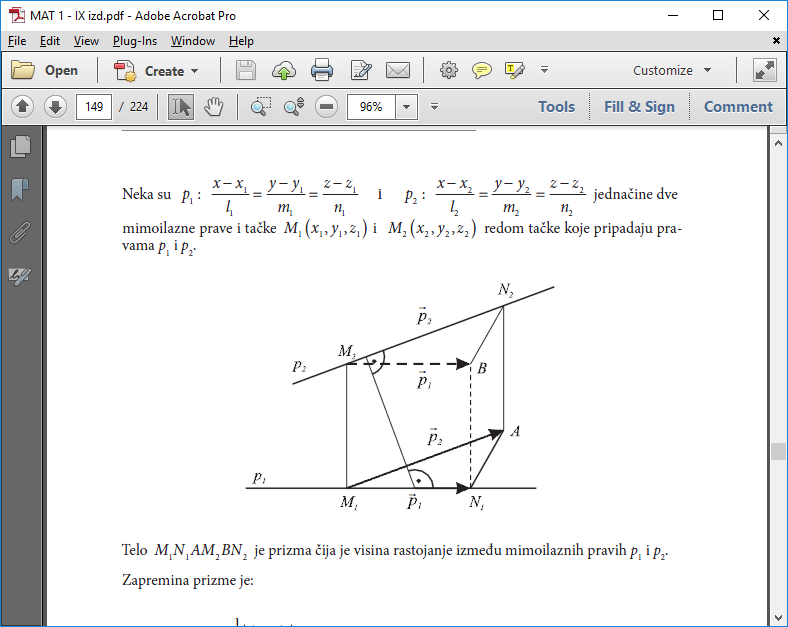 MAT 1 - IX izd.pdf - Adobe Acrobat Pro
File Edit View Plug-Ins Window Help
Open Create Customize
149 / 224 96% Tools Fill & Sign Comment
Neka su p₁ : (x − x₁)/l₁ = (y − y₁)/m₁ = (z − z₁)/n₁ i p₂ : (x − x₂)/l₂ = (y − y₂)/m₂ = (z − z₂)/n₂ jednačine dve
mimoilazne prave i tačke M₁(x₁, y₁, z₁) i M₂(x₂, y₂, z₂) redom tačke koje pripadaju pra-
vama p₁ i p₂.
N₂
p⃗₂
M₂
p₂
B
p⃗₁
p⃗₂
A
p₁
M₁ p⃗₁ N₁
Telo M₁N₁AM₂BN₂ je prizma čija je visina rastojanje između mimoilaznih pravih p₁ i p₂.
Zapremina prizme je: